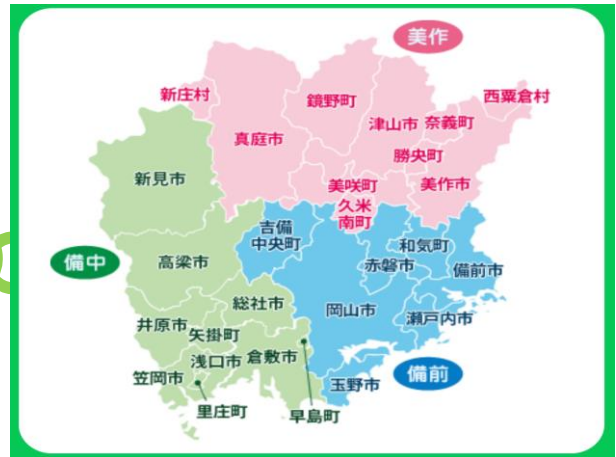 美作
新庄村
鏡野町
西粟倉村
津山市
奈義町
真庭市
勝央町
新見市
美咲町
美作市
久米
南町
吉備
中央町
和気町
備中
高梁市
赤磐市
備前市
総社市
岡山市
瀬戸内市
井原市
矢掛町
浅口市
倉敷市
笠岡市
玉野市
備前
里庄町
早島町